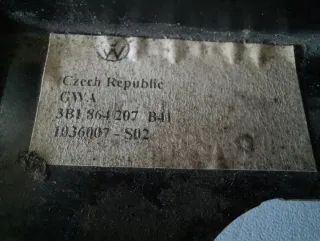 Czech Republic
GWA
3B1 864 207 B41
1036007 - S02